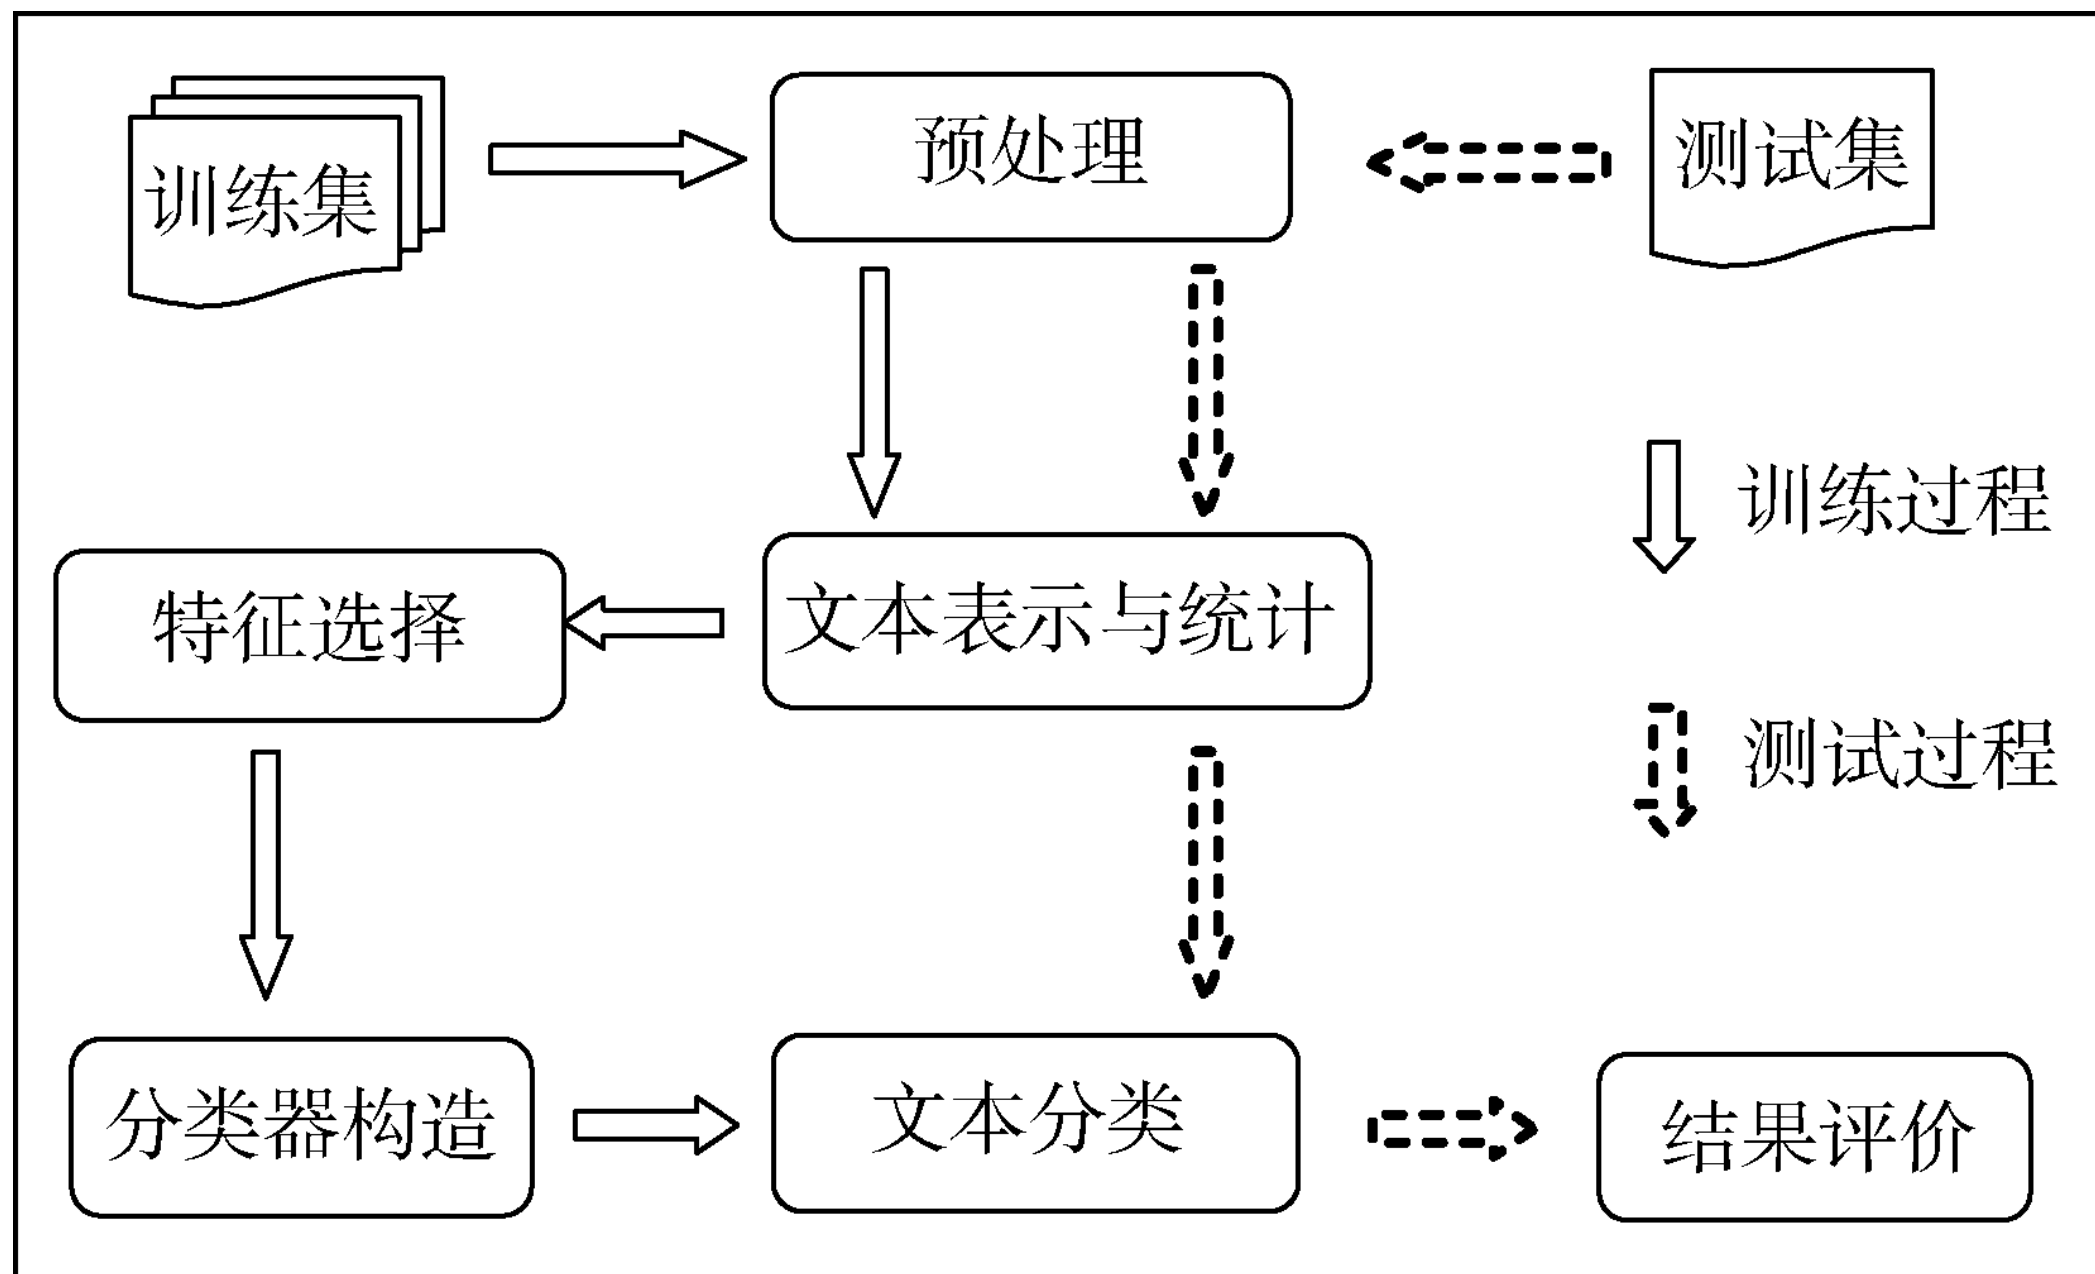 训练集
预处理
测试集
训练过程
特征选择
文本表示与统计
测试过程
分类器构造
文本分类
结果评价